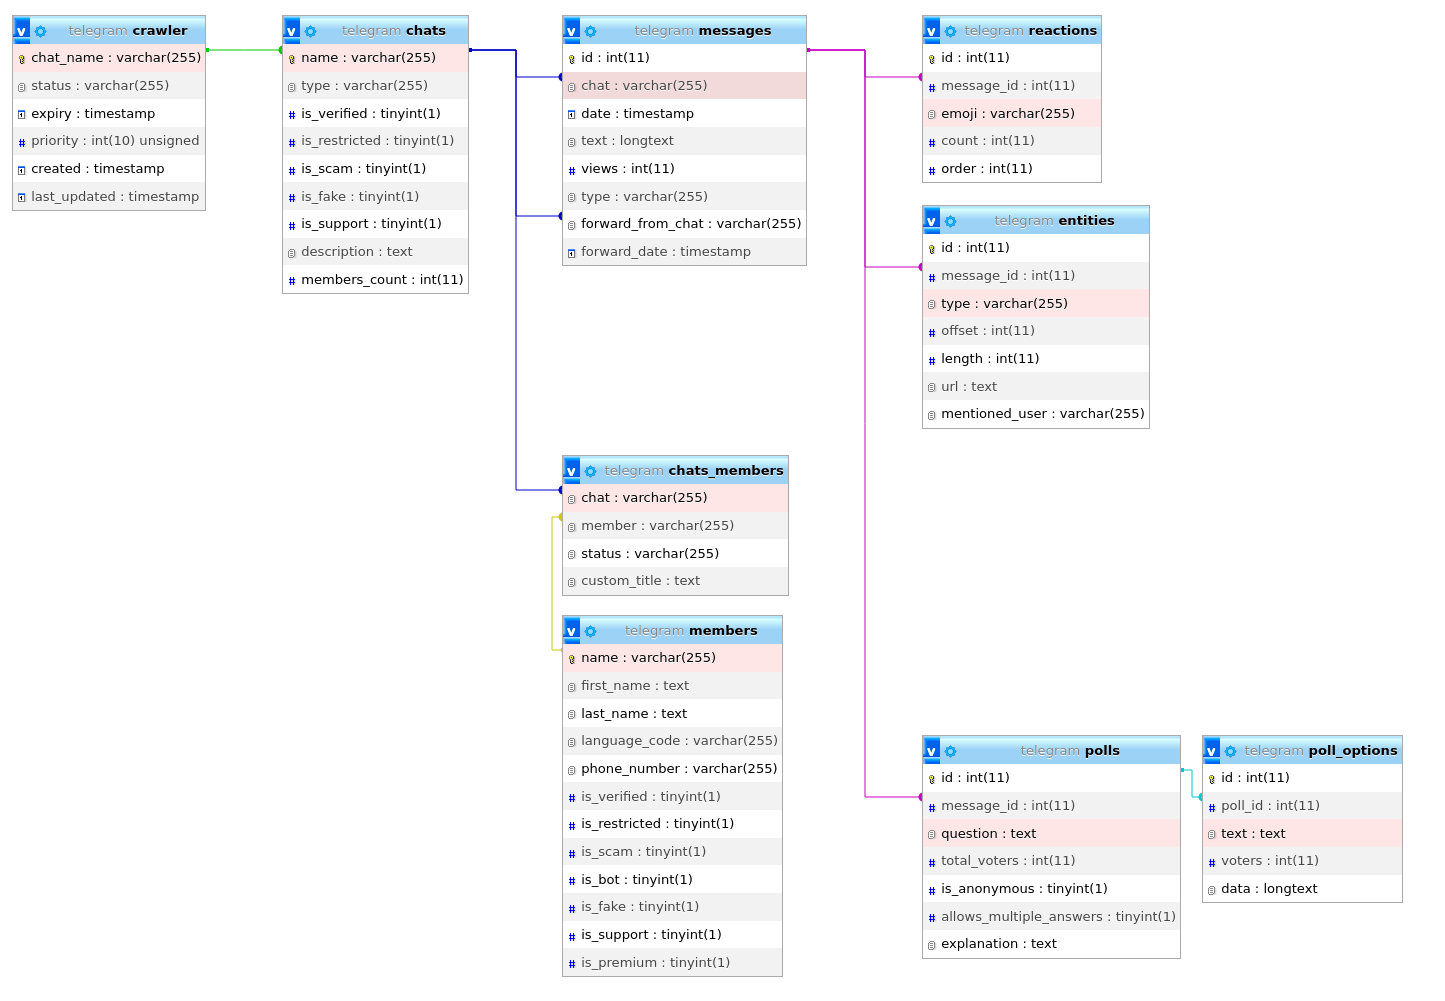 telegram crawler
chat_name : varchar(255)
status : varchar(255)
expiry : timestamp
priority : int(10) unsigned
created : timestamp
last_updated : timestamp
telegram chats
name : varchar(255)
type : varchar(255)
is_verified : tinyint(1)
is_restricted : tinyint(1)
is_scam : tinyint(1)
is_fake : tinyint(1)
is_support : tinyint(1)
description : text
members_count : int(11)
telegram messages
id : int(11)
chat : varchar(255)
date : timestamp
text : longtext
views : int(11)
type : varchar(255)
forward_from_chat : varchar(255)
forward_date : timestamp
telegram reactions
id : int(11)
message_id : int(11)
emoji : varchar(255)
count : int(11)
order : int(11)
telegram entities
id : int(11)
message_id : int(11)
type : varchar(255)
offset : int(11)
length : int(11)
url : text
mentioned_user : varchar(255)
telegram chats_members
chat : varchar(255)
member : varchar(255)
status : varchar(255)
custom_title : text
telegram members
name : varchar(255)
first_name : text
last_name : text
language_code : varchar(255)
phone_number : varchar(255)
is_verified : tinyint(1)
is_restricted : tinyint(1)
is_scam : tinyint(1)
is_bot : tinyint(1)
is_fake : tinyint(1)
is_support : tinyint(1)
is_premium : tinyint(1)
telegram polls
id : int(11)
message_id : int(11)
question : text
total_voters : int(11)
is_anonymous : tinyint(1)
allows_multiple_answers : tinyint(1)
explanation : text
telegram poll_options
id : int(11)
poll_id : int(11)
text : text
voters : int(11)
data : longtext